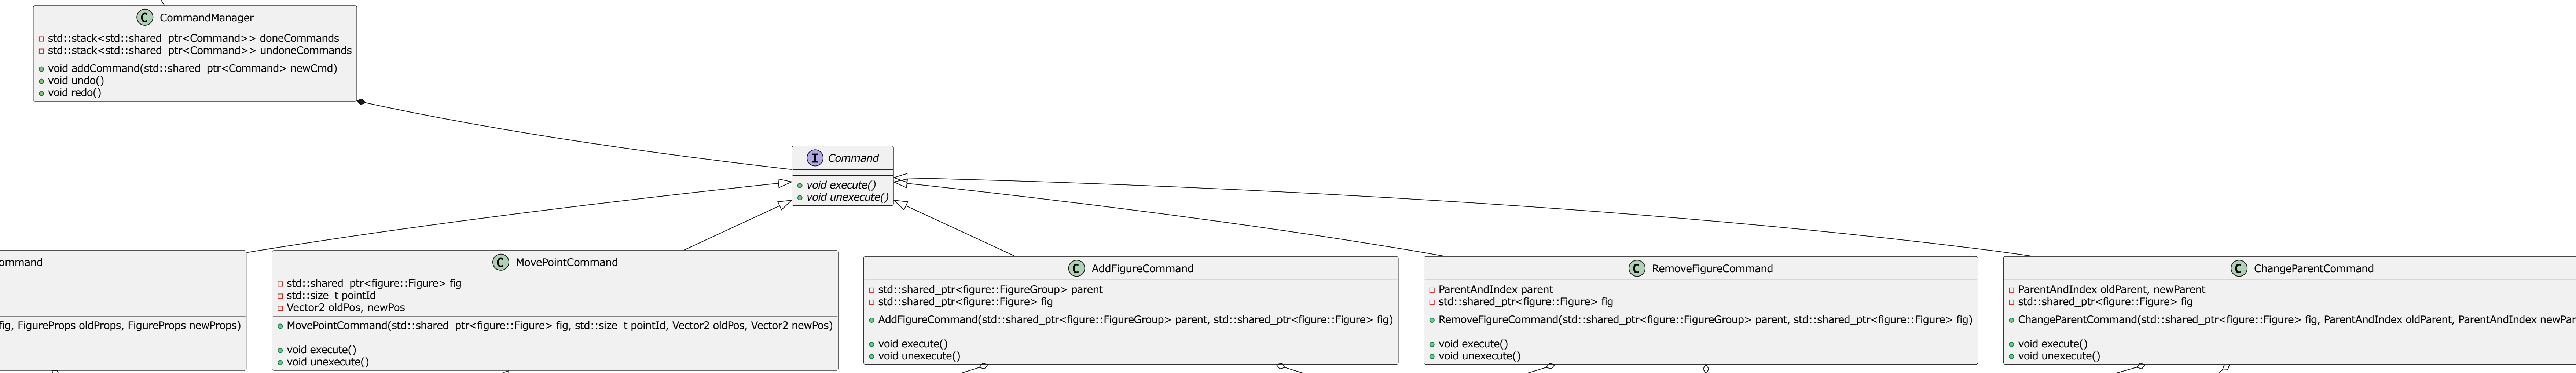 C CommandManager
std::stack<std::shared_ptr<Command>> doneCommands
std::stack<std::shared_ptr<Command>> undoneCommands
void addCommand(std::shared_ptr<Command> newCmd)
void undo()
void redo()
I Command
void execute()
void unexecute()
ommand
fig, FigureProps oldProps, FigureProps newProps)
C MovePointCommand
std::shared_ptr<figure::Figure> fig
std::size_t pointId
Vector2 oldPos, newPos
MovePointCommand(std::shared_ptr<figure::Figure> fig, std::size_t pointId, Vector2 oldPos, Vector2 newPos)
void execute()
void unexecute()
C AddFigureCommand
std::shared_ptr<figure::FigureGroup> parent
std::shared_ptr<figure::Figure> fig
AddFigureCommand(std::shared_ptr<figure::FigureGroup> parent, std::shared_ptr<figure::Figure> fig)
void execute()
void unexecute()
C RemoveFigureCommand
ParentAndIndex parent
std::shared_ptr<figure::Figure> fig
RemoveFigureCommand(std::shared_ptr<figure::FigureGroup> parent, std::shared_ptr<figure::Figure> fig)
void execute()
void unexecute()
C ChangeParentCommand
ParentAndIndex oldParent, newParent
std::shared_ptr<figure::Figure> fig
ChangeParentCommand(std::shared_ptr<figure::Figure> fig, ParentAndIndex oldParent, ParentAndIndex newPar
void execute()
void unexecute()